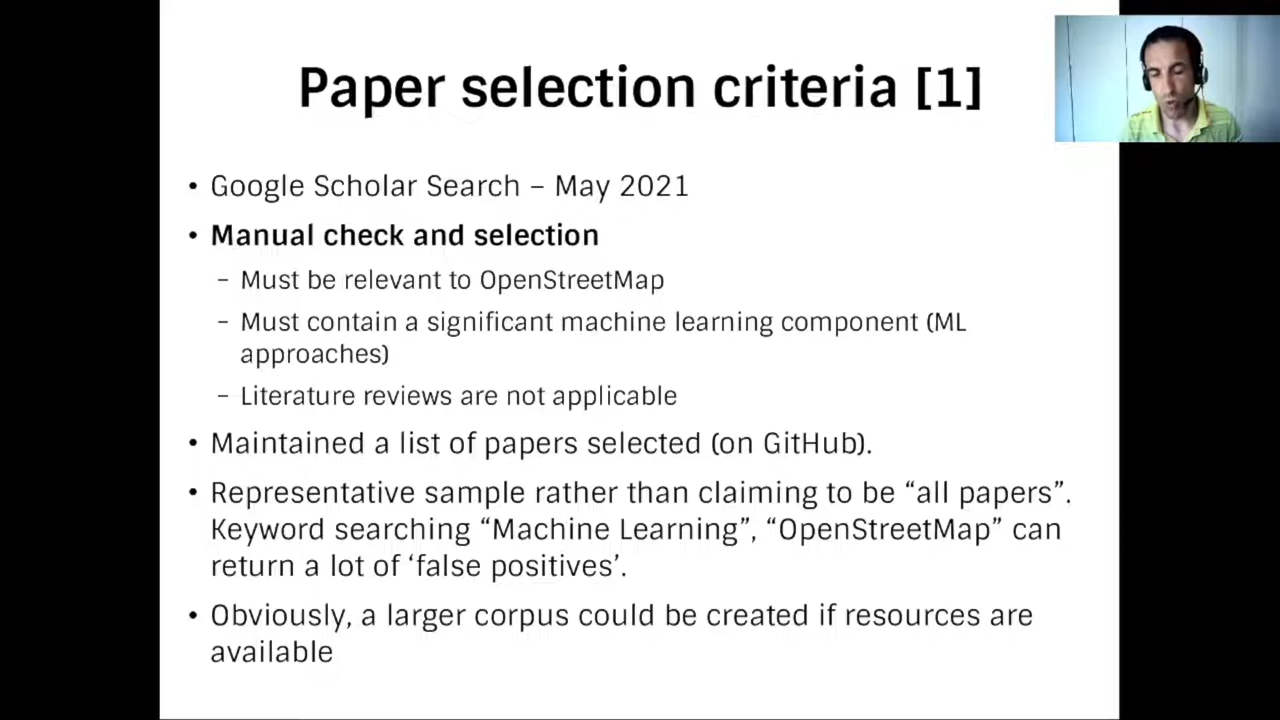 Paper selection criteria [1]
• Google Scholar Search – May 2021
• Manual check and selection
– Must be relevant to OpenStreetMap
– Must contain a significant machine learning component (ML
approaches)
– Literature reviews are not applicable
• Maintained a list of papers selected (on GitHub).
• Representative sample rather than claiming to be “all papers”.
Keyword searching “Machine Learning”, “OpenStreetMap” can
return a lot of ‘false positives’.
• Obviously, a larger corpus could be created if resources are
available